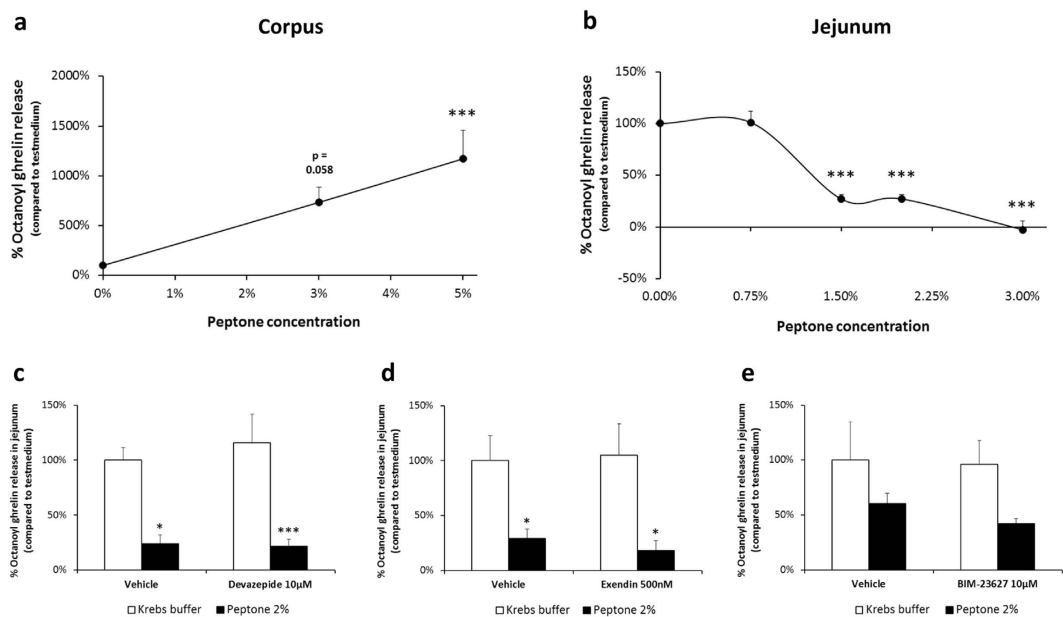 a
Corpus
% Octanoyl ghrelin release
(compared to testmedium)
2000%
1500%
1000%
500%
0%
p =
0.058
***
0%
1%
2%
3%
4%
5%
Peptone concentration
b
Jejunum
% Octanoyl ghrelin release
(compared to testmedium)
150%
100%
50%
0%
-50%
***
***
***
0.00%
0.75%
1.50%
2.25%
3.00%
Peptone concentration
c
% Octanoyl ghrelin release in jejunum
(compared to testmedium)
150%
100%
50%
0%
*
***
Vehicle
Devazepide 10µM
Krebs buffer
Peptone 2%
d
% Octanoyl ghrelin release in jejunum
(compared to testmedium)
150%
100%
50%
0%
*
*
Vehicle
Exendin 500nM
Krebs buffer
Peptone 2%
e
% Octanoyl ghrelin release in jejunum
(compared to testmedium)
150%
100%
50%
0%
Vehicle
BIM-23627 10µM
Krebs buffer
Peptone 2%